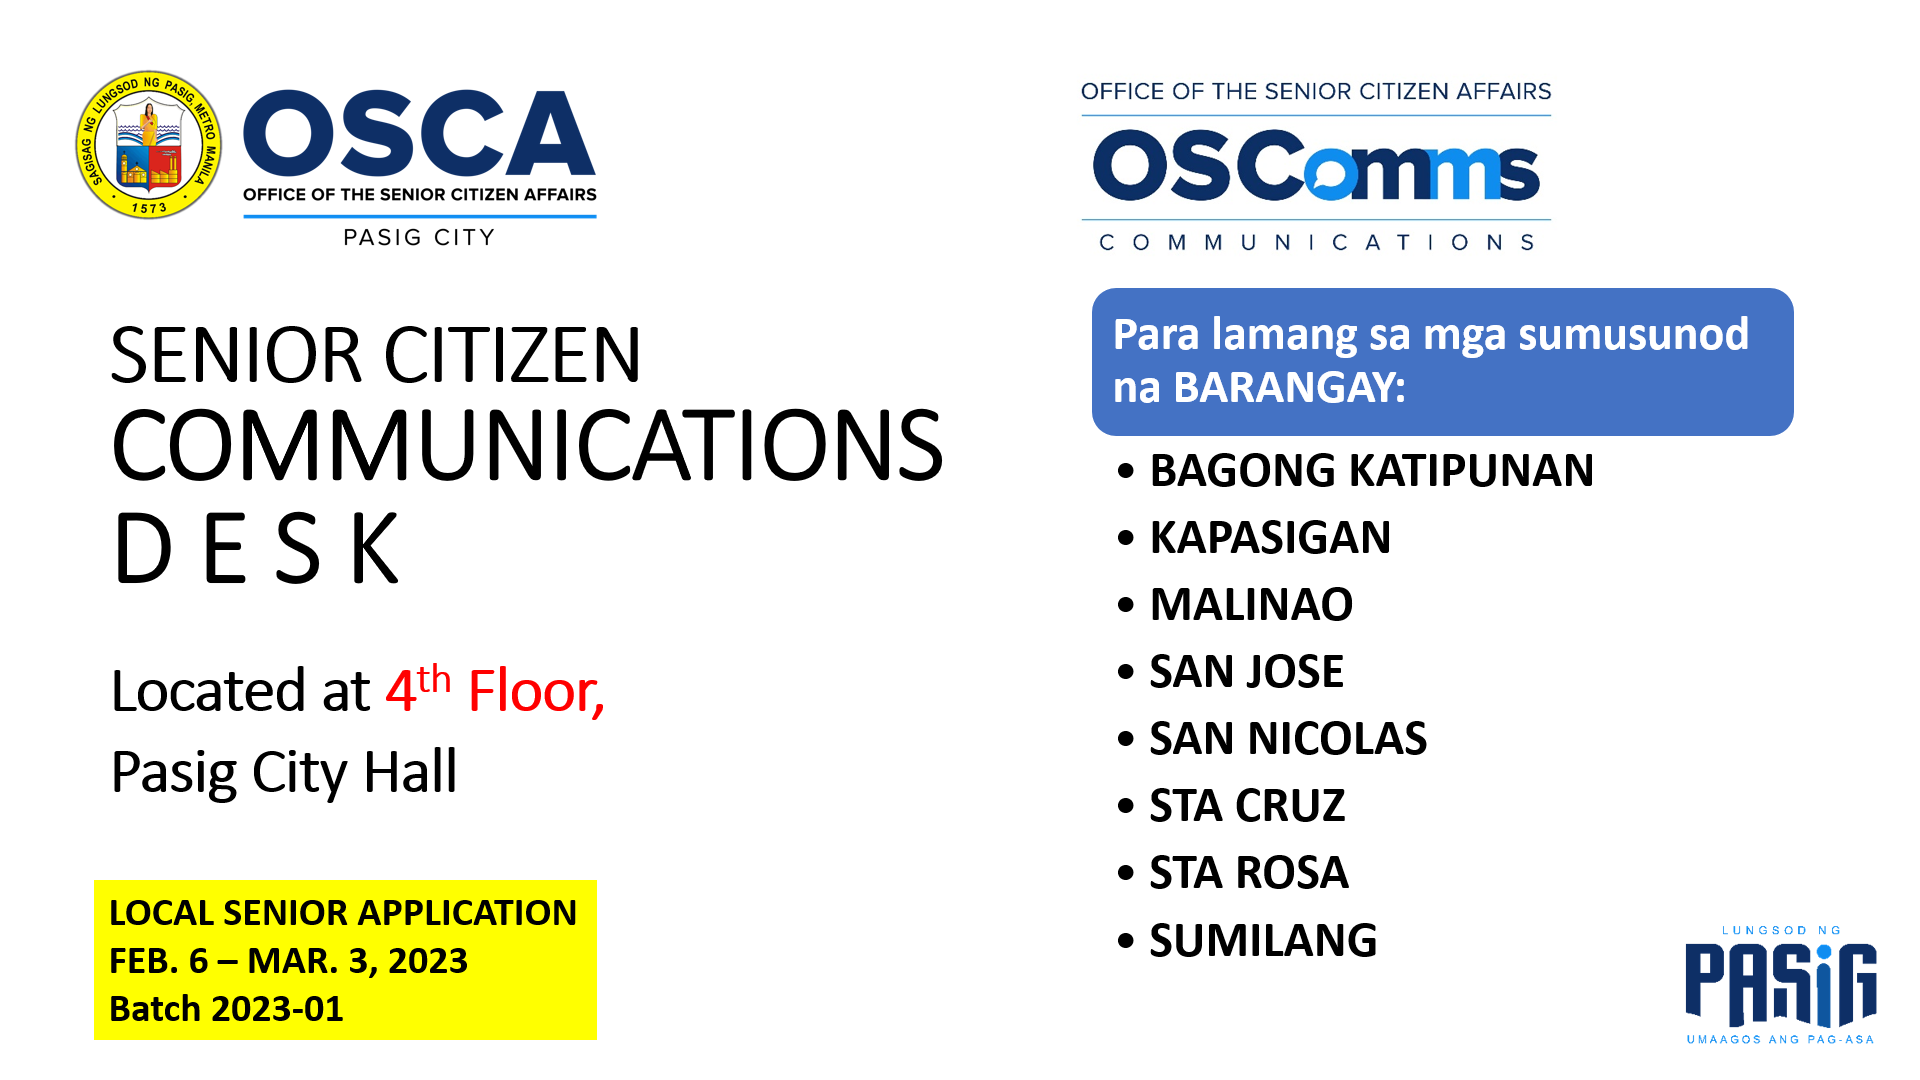 SAGISAG NG LUNGSOD NG PASIG, METRO MANILA
1573
OSCA
OFFICE OF THE SENIOR CITIZEN AFFAIRS
PASIG CITY
SENIOR CITIZEN
COMMUNICATIONS
D E S K
Located at 4th Floor,
Pasig City Hall
LOCAL SENIOR APPLICATION
FEB. 6 – MAR. 3, 2023
Batch 2023-01
OFFICE OF THE SENIOR CITIZEN AFFAIRS
OSComms
COMMUNICATIONS
Para lamang sa mga sumusunod
na BARANGAY:
• BAGONG KATIPUNAN
• KAPASIGAN
• MALINAO
• SAN JOSE
• SAN NICOLAS
• STA CRUZ
• STA ROSA
• SUMILANG
LUNGSOD NG
PASiG
UMAAGOS ANG PAG-ASA